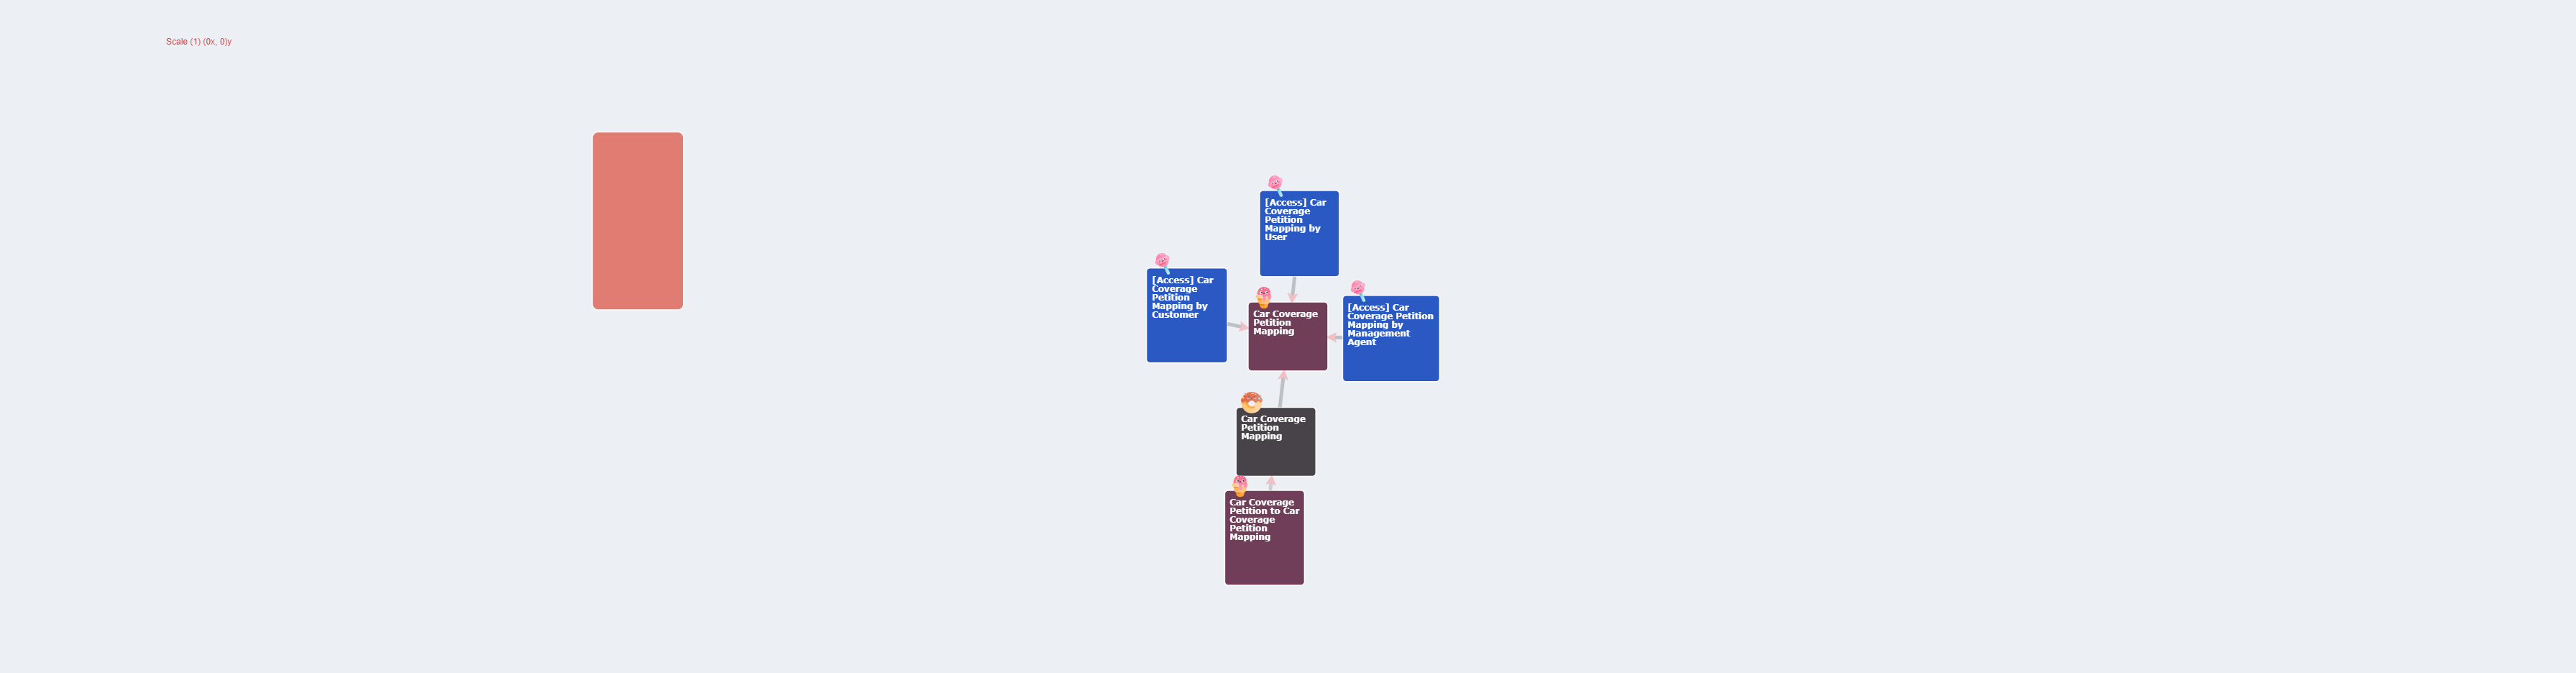 Scale (1) (0x, 0)y
[Access] Car
Coverage
Petition
Mapping by
User
[Access] Car
Coverage
Petition
Mapping by
Customer
Car Coverage
Petition
Mapping
[Access] Car
Coverage Petition
Mapping by
Management
Agent
Car Coverage
Petition
Mapping
Car Coverage
Petition to Car
Coverage
Petition
Mapping